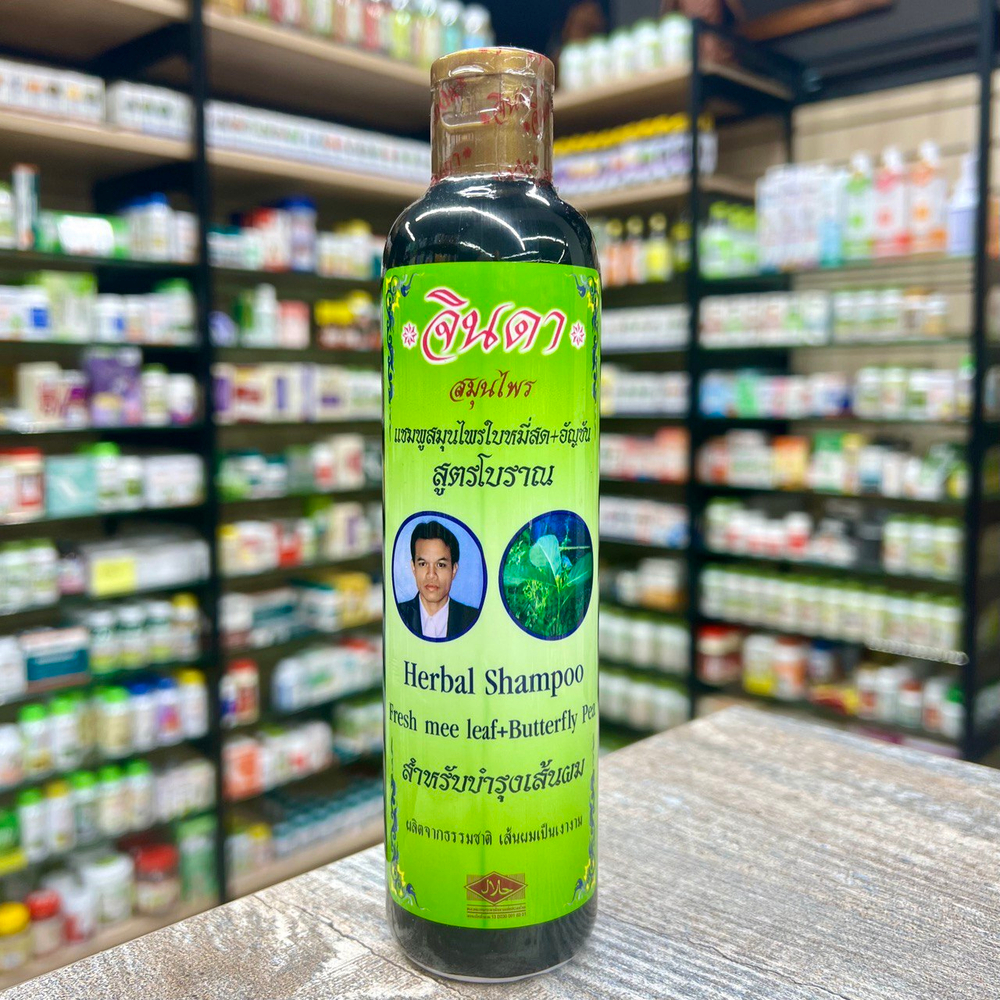 จินดา
สมุนไพร
แชมพูสมุนไพรใบหมี่สด+อัญชัน
สูตรโบราณ
Herbal Shampoo
Fresh mee leaf+Butterfly Pea
สำหรับบำรุงเส้นผม
ผลิตจากธรรมชาติ เส้นผมเป็นเงางาม
حلال